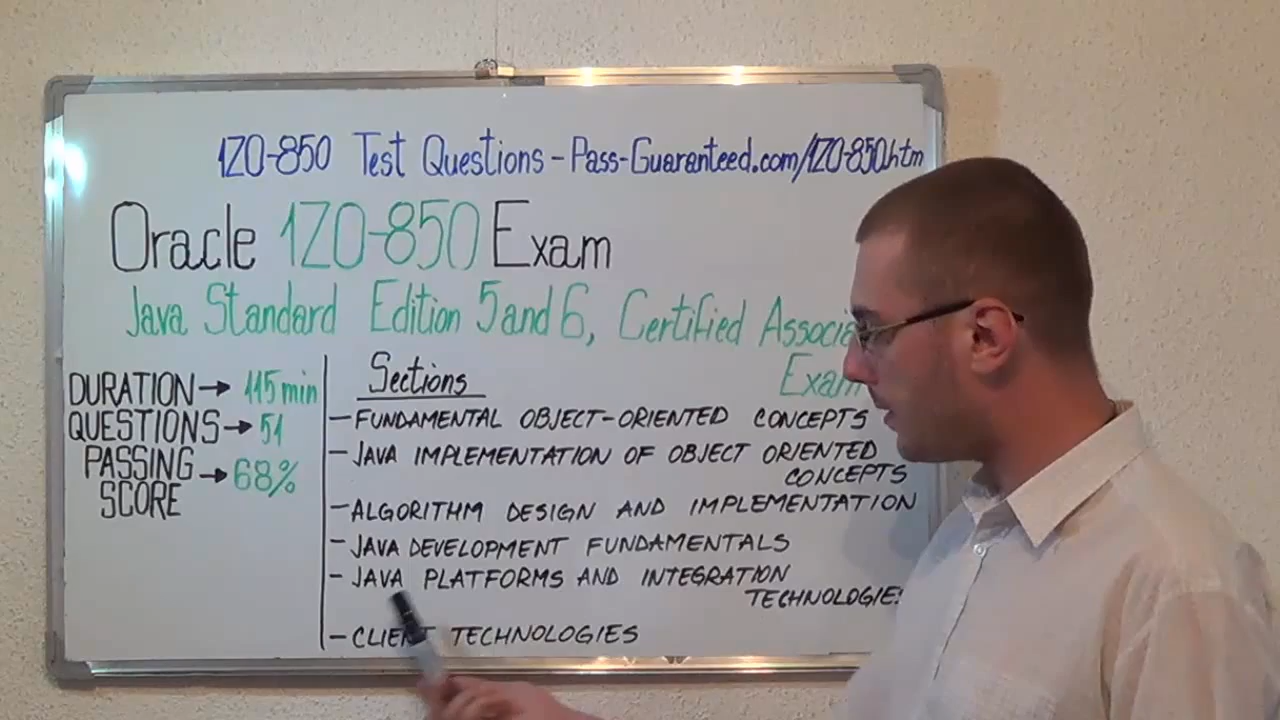 1Z0-850 Test Questions - Pass-Guaranteed.com/1Z0-850.htm
Oracle 1Z0-850 Exam
Java Standard Edition 5 and 6, Certified Associa
Exam
DURATION → 115 min
QUESTIONS → 51
PASSING SCORE → 68%
Sections
- FUNDAMENTAL OBJECT-ORIENTED CONCEPTS
- JAVA IMPLEMENTATION OF OBJECT ORIENTED
CONCEPTS
- ALGORITHM DESIGN AND IMPLEMENTATION
- JAVA DEVELOPMENT FUNDAMENTALS
- JAVA PLATFORMS AND INTEGRATION
TECHNOLOGIES
- CLIENT TECHNOLOGIES